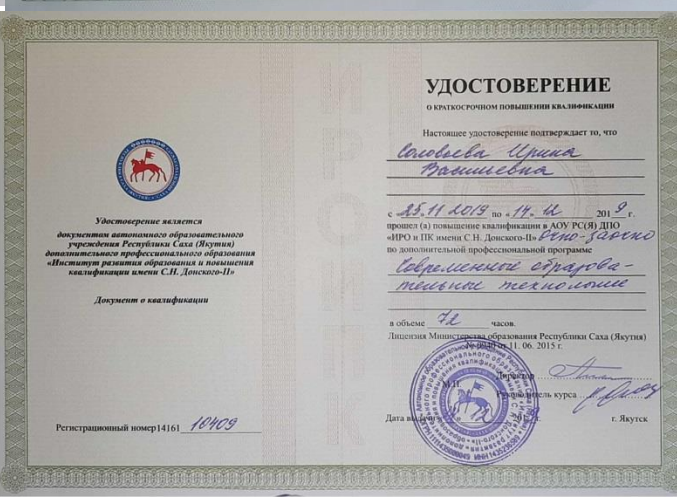 Удостоверение является
документом автономного образовательного
учреждения Республики Саха (Якутия)
дополнительного профессионального образования
«Институт развития образования и повышения
квалификации имени С.Н. Донского-II»
Документ о квалификации
Регистрационный номер14161 10409
УДОСТОВЕРЕНИЕ
О КРАТКОСРОЧНОМ ПОВЫШЕНИИ КВАЛИФИКАЦИИ
Настоящее удостоверение подтверждает то, что
Соловьева Ирина
Васильевна
с 25.11.2019 по «14» 12 2019 г.
прошел (а) повышение квалификации в АОУ РС(Я) ДПО
«ИРО и ПК имени С.Н. Донского-II» очно-заочно
по дополнительной профессиональной программе
Современные образова-
тельные технологии
в объеме 72 часов.
Лицензия Министерства образования Республики Саха (Якутия)
от 11. 06. 2015 г.
М.П. Директор
Руководитель курса
Дата г. Якутск